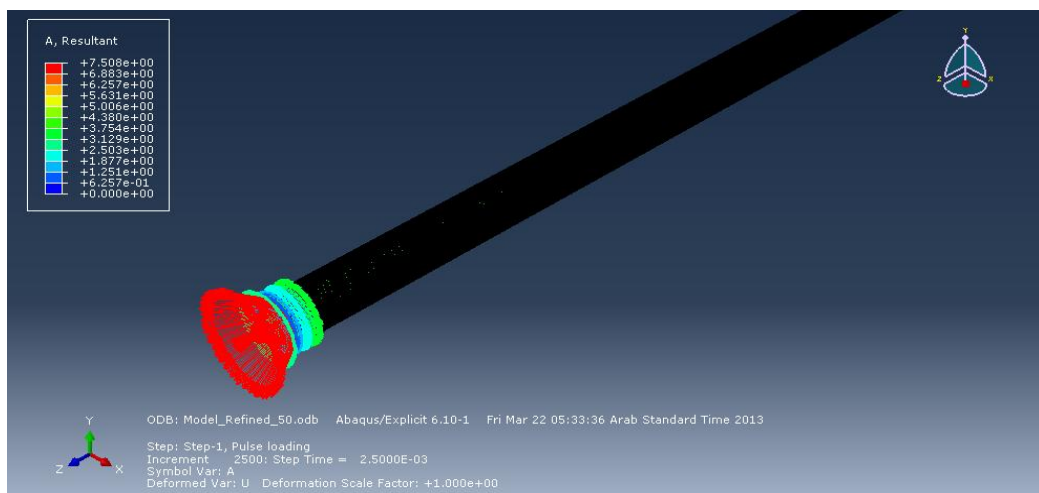 A, Resultant
+7.508e+00
+6.883e+00
+6.257e+00
+5.631e+00
+5.006e+00
+4.380e+00
+3.754e+00
+3.129e+00
+2.503e+00
+1.877e+00
+1.251e+00
+6.257e-01
+0.000e+00
Y
Z
X
Y
Z
X
ODB: Model_Refined_50.odb    Abaqus/Explicit 6.10-1    Fri Mar 22 05:33:36 Arab Standard Time 2013
Step: Step-1, Pulse loading
Increment    2500: Step Time =    2.5000E-03
Symbol Var: A
Deformed Var: U   Deformation Scale Factor: +1.000e+00